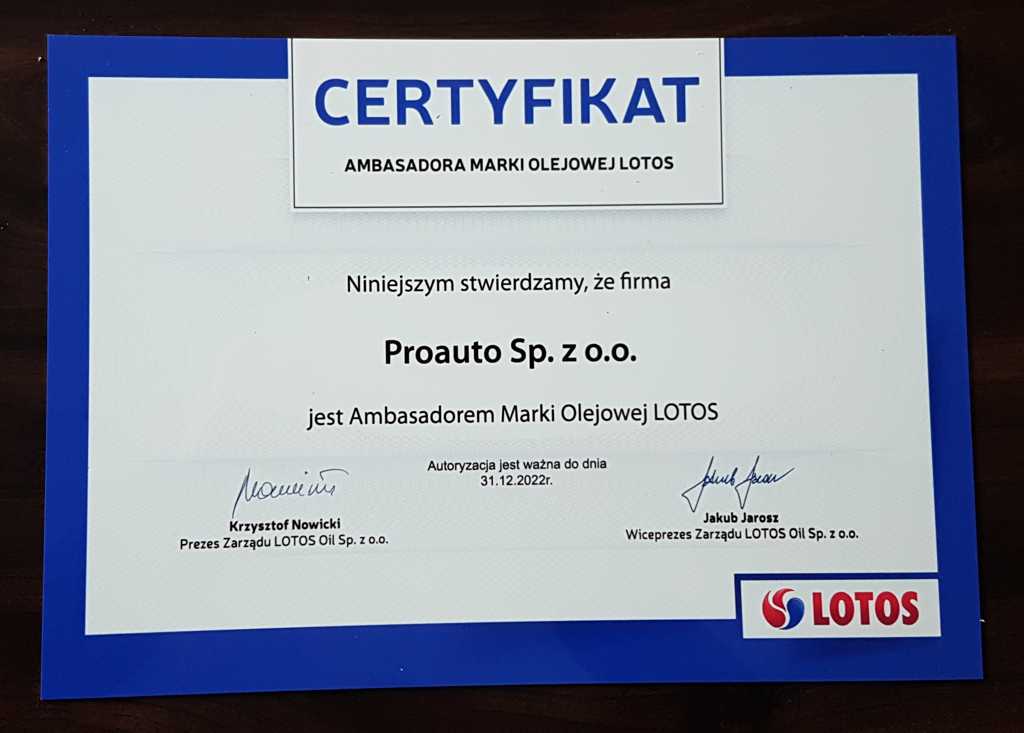 CERTYFIKAT
AMBASADORA MARKI OLEJOWEJ LOTOS
Niniejszym stwierdzamy, że firma
Proauto Sp. z o.o.
jest Ambasadorem Marki Olejowej LOTOS
Autoryzacja jest ważna do dnia
31.12.2022r.
Krzysztof Nowicki
Prezes Zarządu LOTOS Oil Sp. z o.o.
Jakub Jarosz
Wiceprezes Zarządu LOTOS Oil Sp. z o.o.
LOTOS